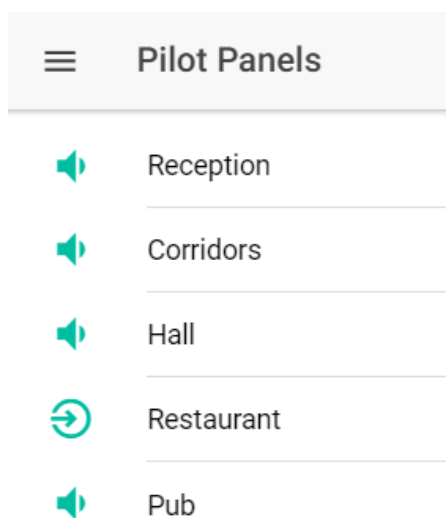 Pilot Panels
Reception
Corridors
Hall
Restaurant
Pub